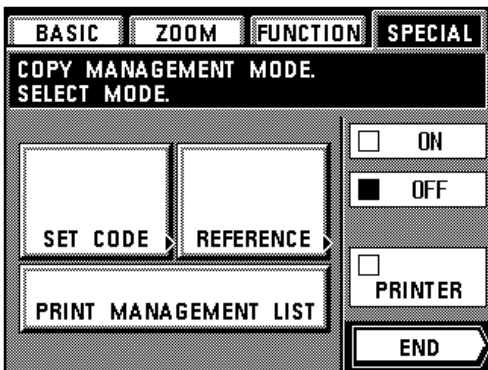 BASIC ZOOM FUNCTION SPECIAL
COPY MANAGEMENT MODE.
SELECT MODE.
ON
OFF
SET CODE REFERENCE
PRINTER
PRINT MANAGEMENT LIST
END